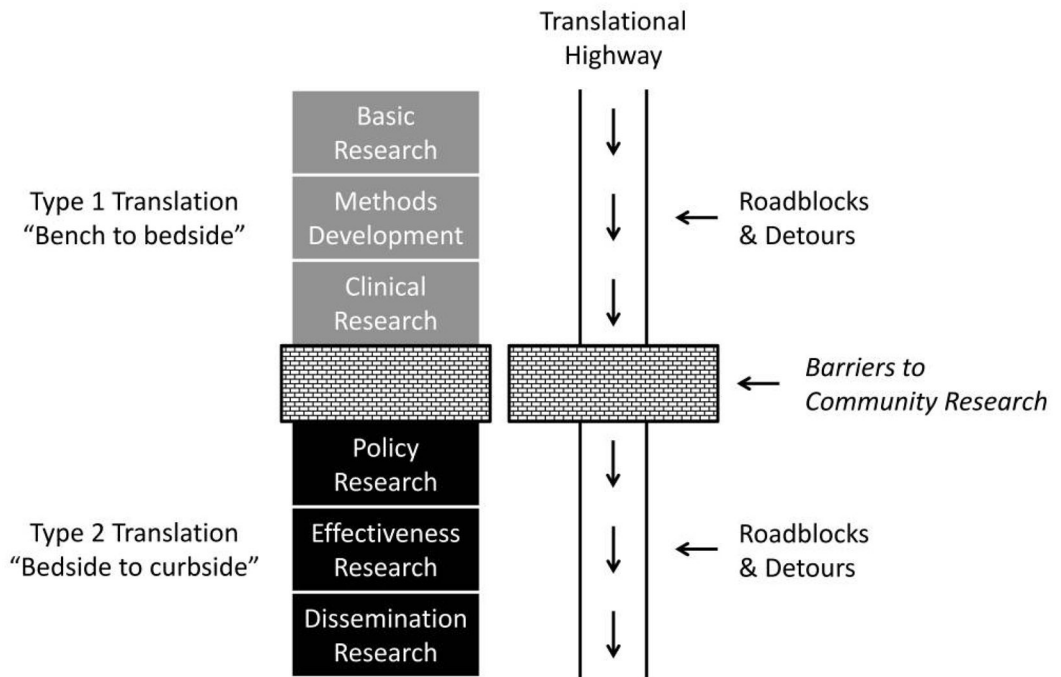 Translational
Highway
Basic
Research
Type 1 Translation
“Bench to bedside”
Methods
Development
Roadblocks
& Detours
Clinical
Research
Barriers to
Community Research
Policy
Research
Type 2 Translation
“Bedside to curbside”
Effectiveness
Research
Roadblocks
& Detours
Dissemination
Research